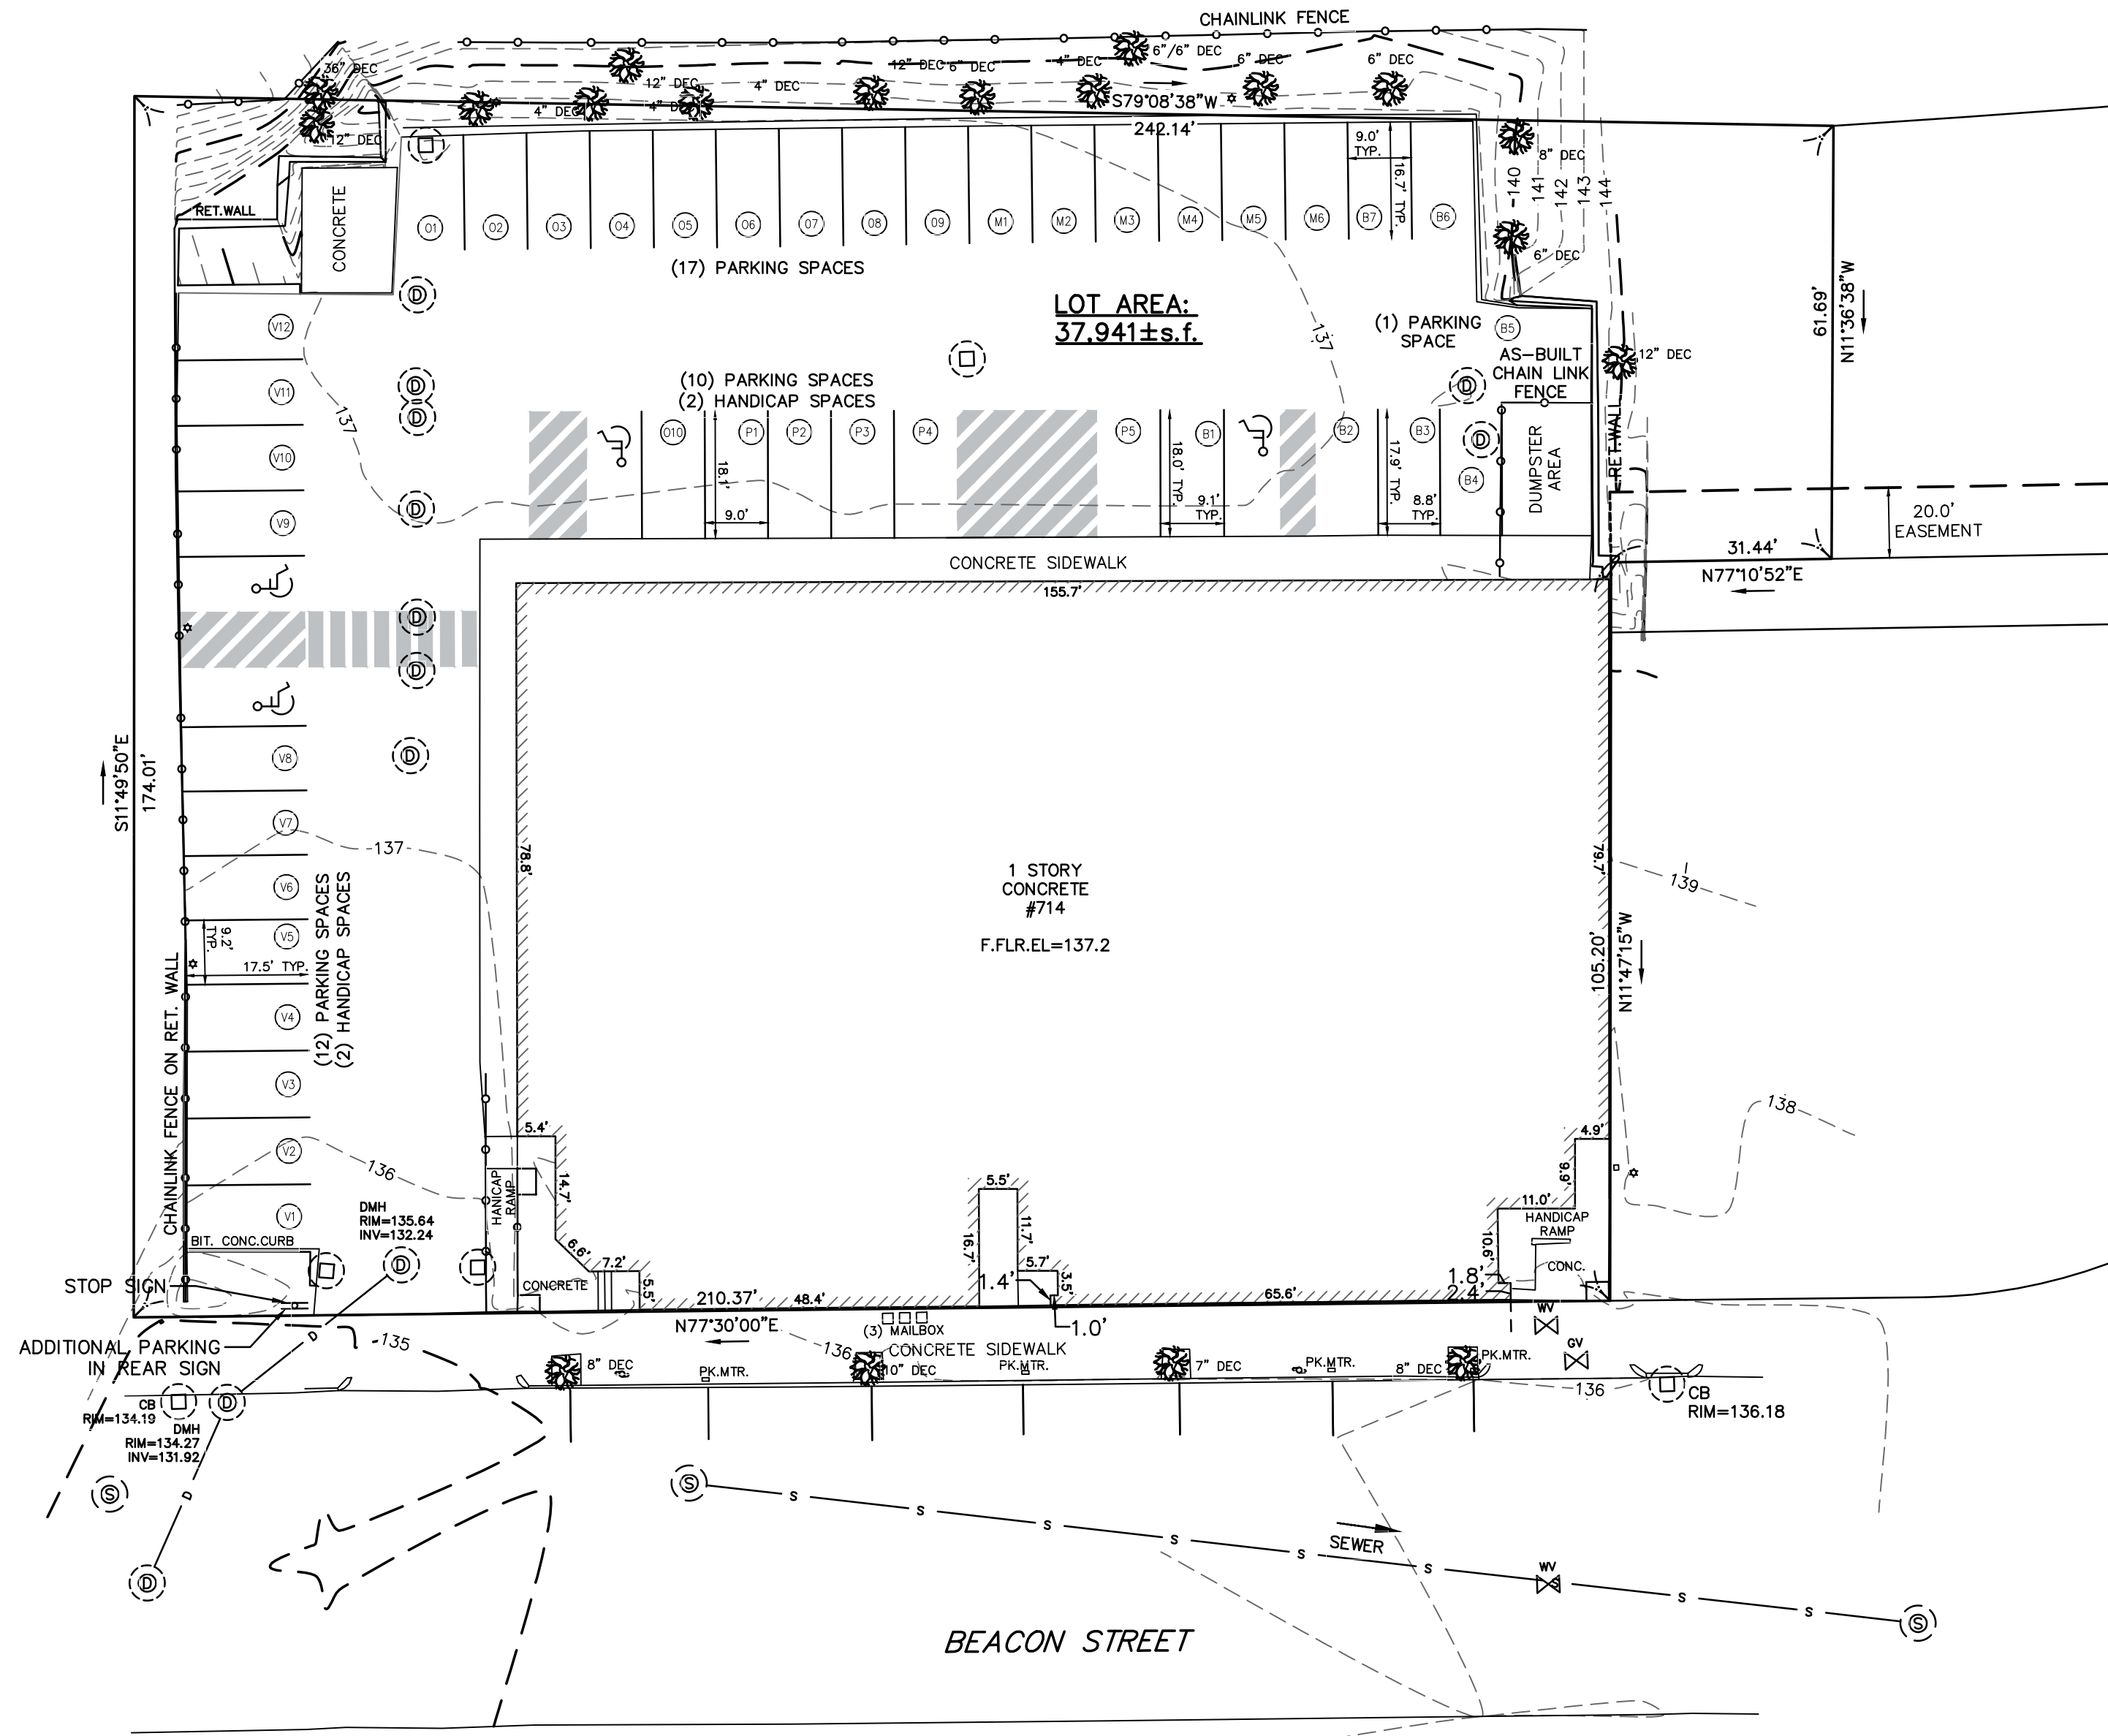 CHAINLINK FENCE
36" DEC
12" DEC
12" DEC
4" DEC
4" DEC
4" DEC
12" DEC
6" DEC
4" DEC
6"/6" DEC
6" DEC
6" DEC
S79°08'38"W
242.14'
9.0'
TYP.
16.7' TYP.
8" DEC
6" DEC
140
141
142
143
144
RET.WALL
CONCRETE
O1
O2
O3
O4
O5
O6
O7
O8
O9
M1
M2
M3
M4
M5
M6
B7
B6
(17) PARKING SPACES
LOT AREA:
37,941±s.f.
137
(1) PARKING
SPACE
B5
AS-BUILT
CHAIN LINK
FENCE
12" DEC
61.69'
N11°36'38"W
V12
V11
V10
V9
137
D
D
D
D
D
D
D
D
D
(10) PARKING SPACES
(2) HANDICAP SPACES
O10
P1
P2
P3
P4
P5
B1
B2
B3
B4
18.1'
9.0'
18.0' TYP.
9.1'
TYP.
17.9' TYP.
8.8'
TYP.
DUMPSTER
AREA
RET.WALL
20.0'
EASEMENT
31.44'
N77°10'52"E
CONCRETE SIDEWALK
155.7'
S11°49'50"E
174.01'
V8
V7
V6
V5
V4
V3
V2
V1
137
9.2'
TYP.
17.5' TYP.
(12) PARKING SPACES
(2) HANDICAP SPACES
CHAINLINK FENCE ON RET. WALL
136
78.8'
1 STORY
CONCRETE
#714
F.FLR.EL=137.2
79.7'
105.20'
N11°47'15"W
139
138
5.4'
14.7'
HANICAP
RAMP
6.6'
7.2'
5.5'
CONCRETE
DMH
RIM=135.64
INV=132.24
D
BIT. CONC.CURB
STOP SIGN
ADDITIONAL PARKING
IN REAR SIGN
210.37'
48.4'
N77°30'00"E
16.7'
5.5'
11.7'
5.7'
3.5'
1.4'
1.0'
65.6'
4.9'
9.9'
11.0'
HANDICAP
RAMP
10.6'
CONC.
1.8'
2.4'
(3) MAILBOX
136
CONCRETE SIDEWALK
WV
GV
135
8" DEC
PK.MTR.
10" DEC
PK.MTR.
7" DEC
PK.MTR.
8" DEC
PK.MTR.
136
CB
RIM=136.18
CB
RIM=134.19
D
D
DMH
RIM=134.27
INV=131.92
D
S
D
S
S
S
S
S
S
S
SEWER
WV
S
S
S
S
BEACON STREET